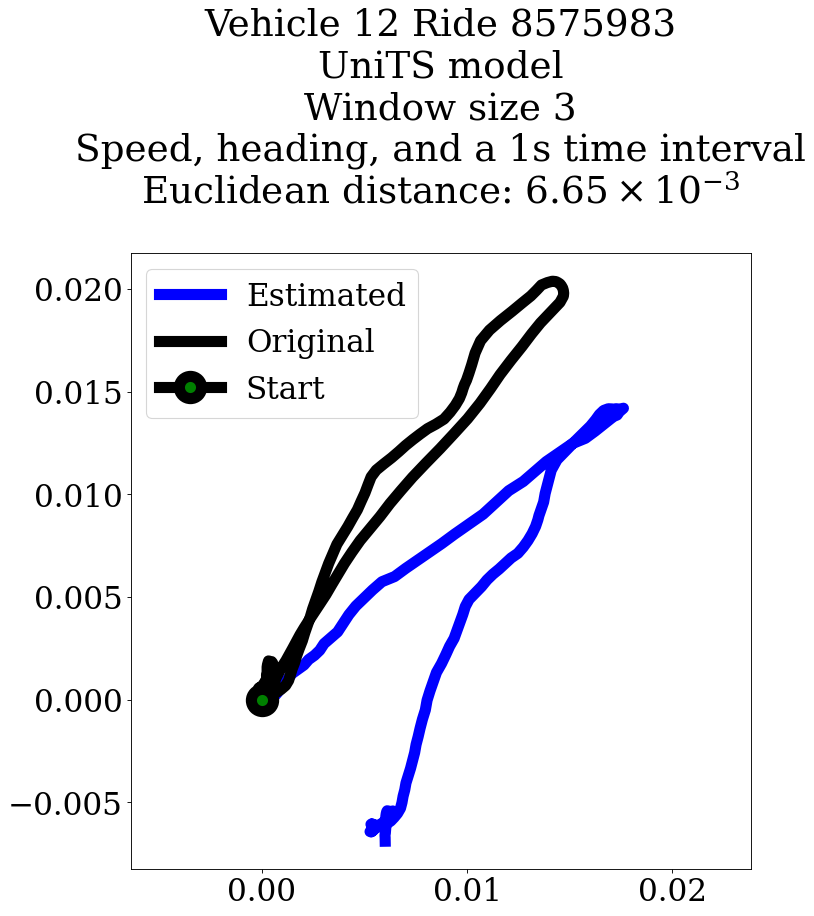 Vehicle 12 Ride 8575983
UniTS model
Window size 3
Speed, heading, and a 1s time interval
Euclidean distance: 6.65 × 10⁻³
Estimated
Original
Start
0.020
0.015
0.010
0.005
0.000
−0.005
0.00
0.01
0.02